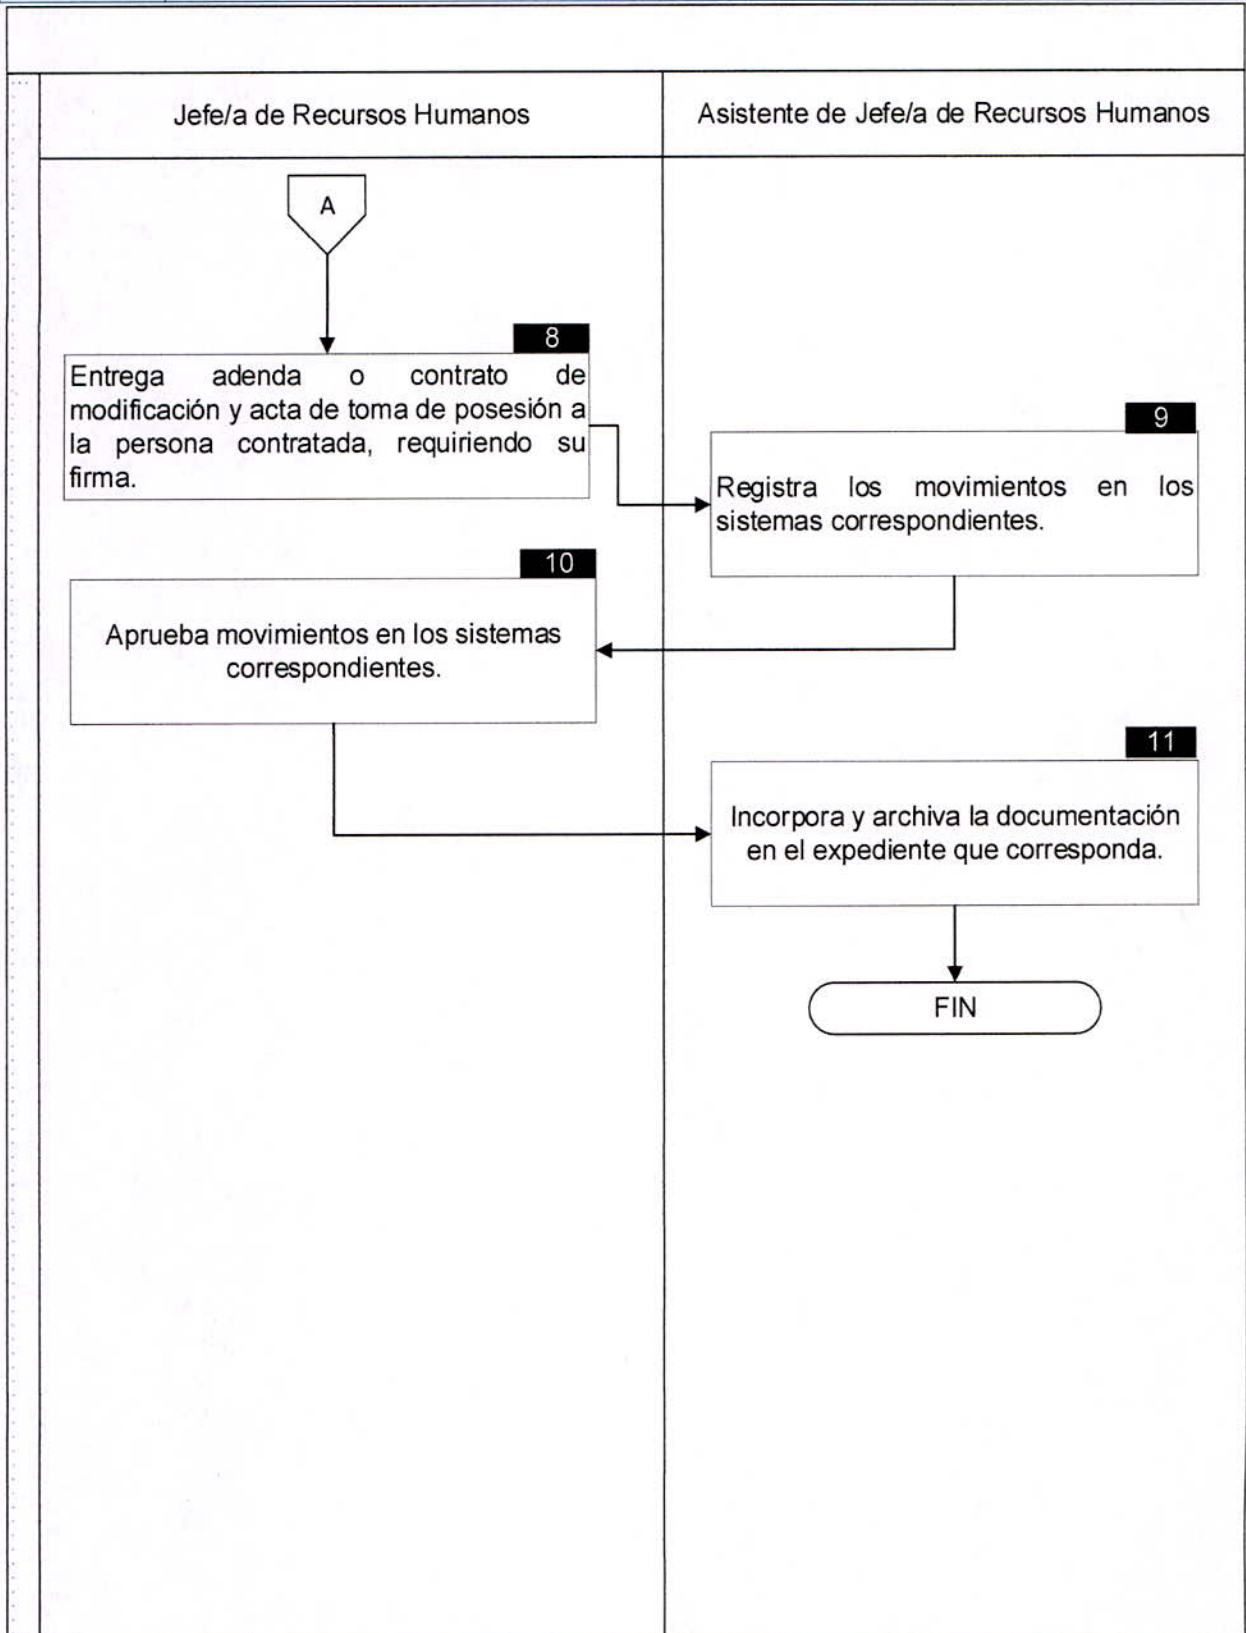 Jefe/a de Recursos Humanos
Asistente de Jefe/a de Recursos Humanos
A
8
Entrega adenda o contrato de
modificación y acta de toma de posesión a
la persona contratada, requiriendo su
firma.
9
Registra los movimientos en los
sistemas correspondientes.
10
Aprueba movimientos en los sistemas
correspondientes.
11
Incorpora y archiva la documentación
en el expediente que corresponda.
FIN